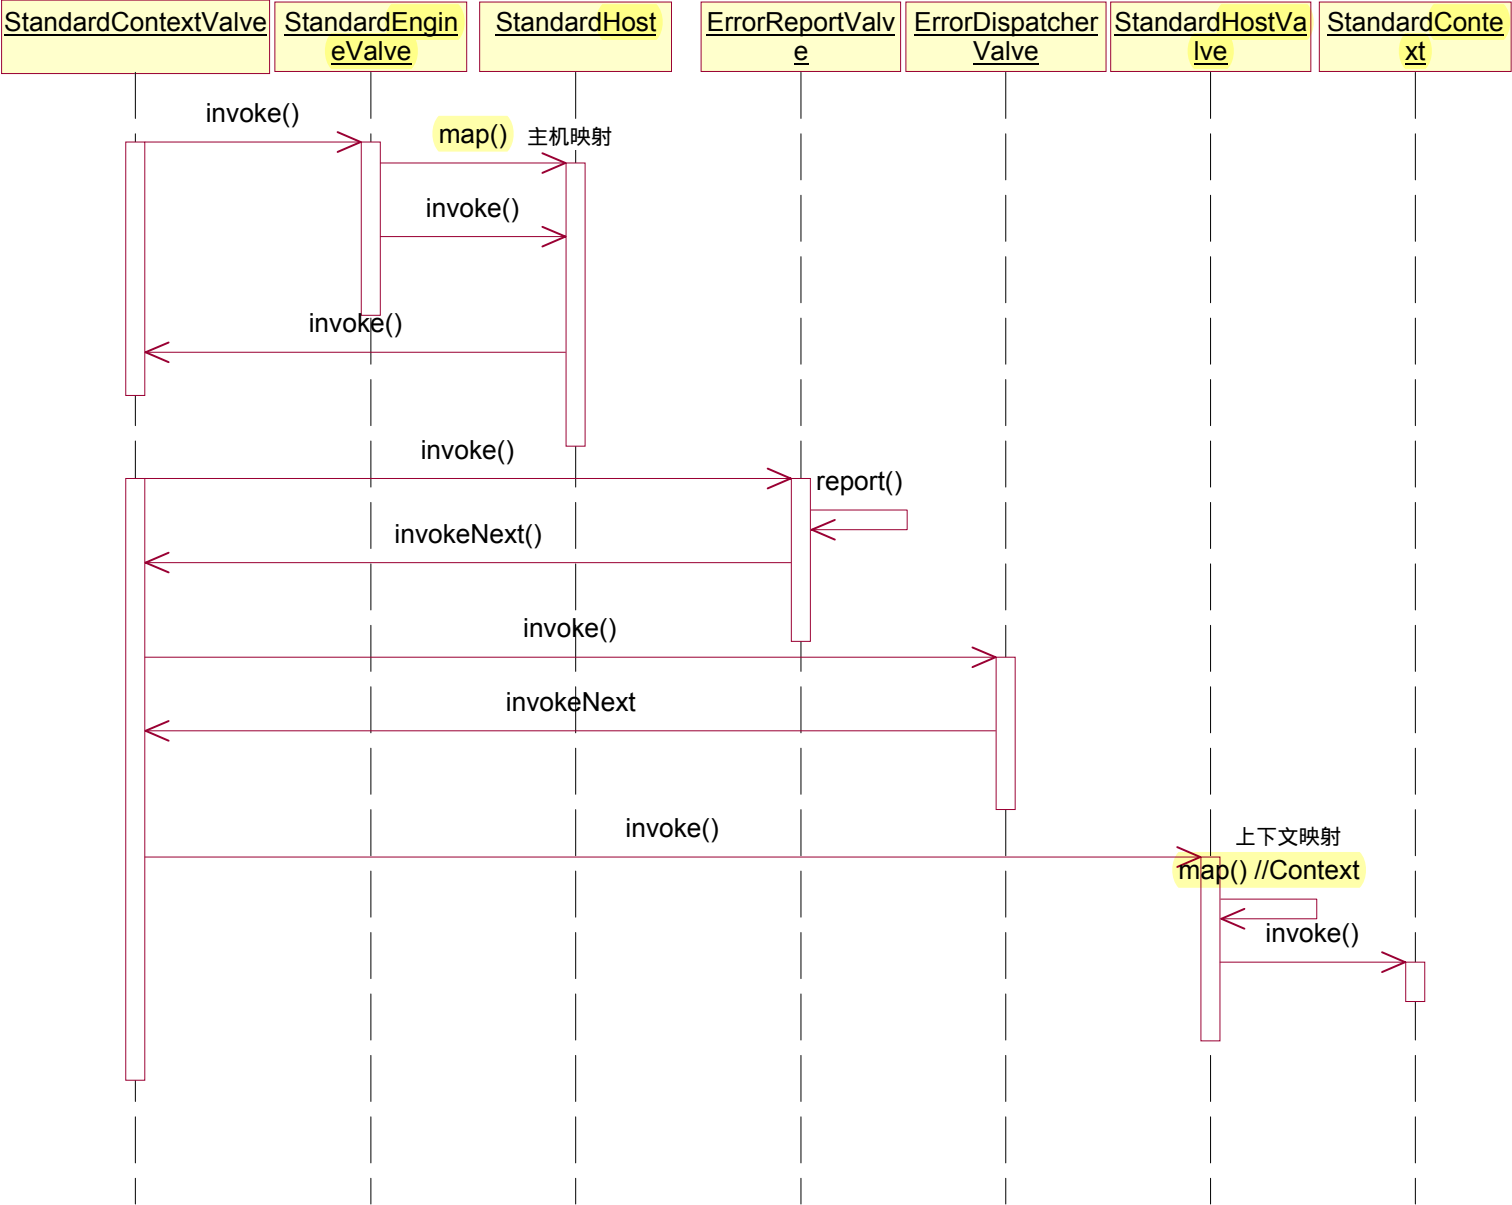 StandardContextValve
StandardEngin
eValve
StandardHost
ErrorReportValv
e
ErrorDispatcher
Valve
StandardHostVa
lve
StandardConte
xt
invoke()
map() 主机映射
invoke()
invoke()
invoke()
report()
invokeNext()
invoke()
invokeNext
invoke()
上下文映射
map() //Context
invoke()